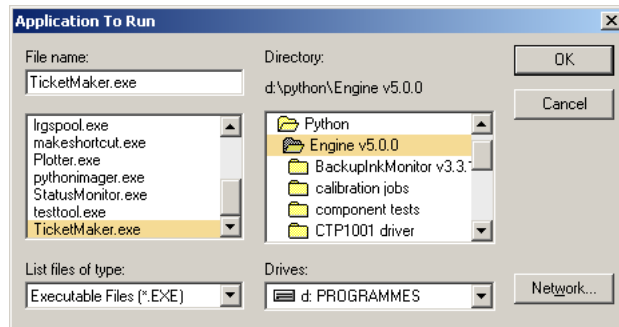 Application To Run
File name:
TicketMaker.exe
lrgspool.exe
makeshortcut.exe
Plotter.exe
pythonimager.exe
StatusMonitor.exe
testtool.exe
TicketMaker.exe
List files of type:
Executable Files (*.EXE)
Directory:
d:\python\Engine v5.0.0
Python
Engine v5.0.0
BackupInkMonitor v3.3.
calibration jobs
component tests
CTP1001 driver
Drives:
d: PROGRAMMES
OK
Cancel
Network...